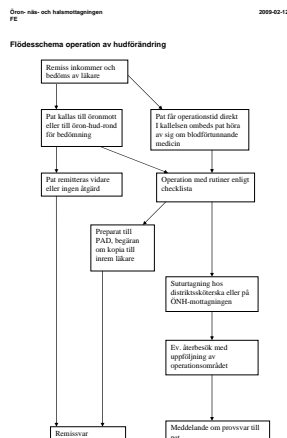 Öron- näs- och halsmottagningen
2009-02-12
FE
Flödesschema operation av hudförändring
Remiss inkommer och
bedöms av läkare
Pat kallas till öronmott
eller till öron-hud-rond
för bedömning
Pat får operationstid direkt
I kallelsen ombeds pat höra
av sig om blodförtunnande
medicin
Pat remitteras vidare
eller ingen åtgärd
Operation med rutiner enligt
checklista
Preparat till
PAD, begäran
om kopia till
inrem läkare
Suturtagning hos
distriktssköterska eller på
ÖNH-mottagningen
Ev. återbesök med
uppföljning av
operationsområdet
Remissvar
Meddelande om provsvar till
pat